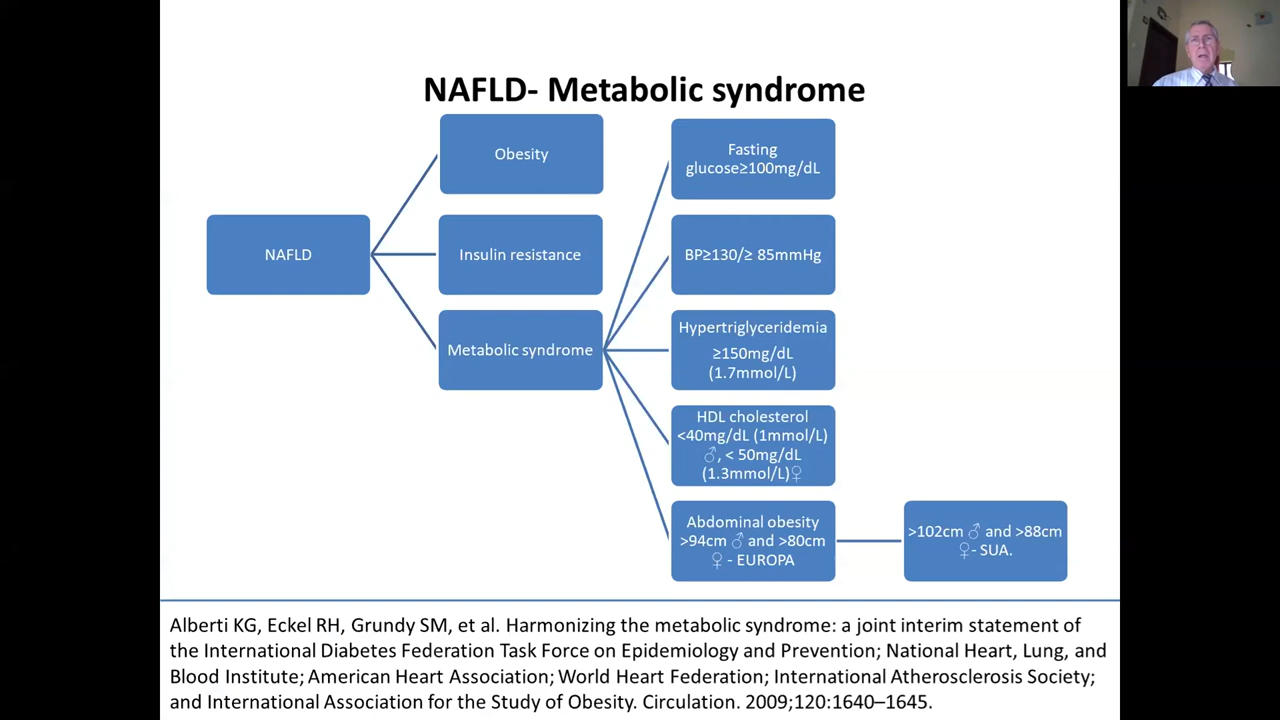 NAFLD- Metabolic syndrome
NAFLD
Obesity
Insulin resistance
Metabolic syndrome
Fasting
glucose≥100mg/dL
BP≥130/≥ 85mmHg
Hypertriglyceridemia
≥150mg/dL
(1.7mmol/L)
HDL cholesterol
<40mg/dL (1mmol/L)
♂, < 50mg/dL
(1.3mmol/L)♀
Abdominal obesity
>94cm ♂ and >80cm
♀ - EUROPA
>102cm ♂ and >88cm
♀- SUA.
Alberti KG, Eckel RH, Grundy SM, et al. Harmonizing the metabolic syndrome: a joint interim statement of
the International Diabetes Federation Task Force on Epidemiology and Prevention; National Heart, Lung, and
Blood Institute; American Heart Association; World Heart Federation; International Atherosclerosis Society;
and International Association for the Study of Obesity. Circulation. 2009;120:1640–1645.